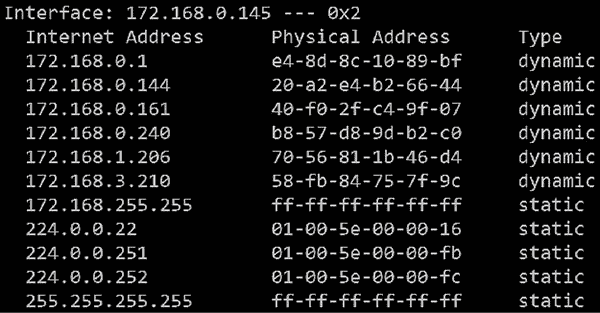 Interface: 172.168.0.145 --- 0x2
  Internet Address      Physical Address      Type
  172.168.0.1           e4-8d-8c-10-89-bf     dynamic
  172.168.0.144         20-a2-e4-b2-66-44     dynamic
  172.168.0.161         40-f0-2f-c4-9f-07     dynamic
  172.168.0.240         b8-57-d8-9d-b2-c0     dynamic
  172.168.1.206         70-56-81-1b-46-d4     dynamic
  172.168.3.210         58-fb-84-75-7f-9c     dynamic
  172.168.255.255       ff-ff-ff-ff-ff-ff     static
  224.0.0.22            01-00-5e-00-00-16     static
  224.0.0.251           01-00-5e-00-00-fb     static
  224.0.0.252           01-00-5e-00-00-fc     static
  255.255.255.255       ff-ff-ff-ff-ff-ff     static